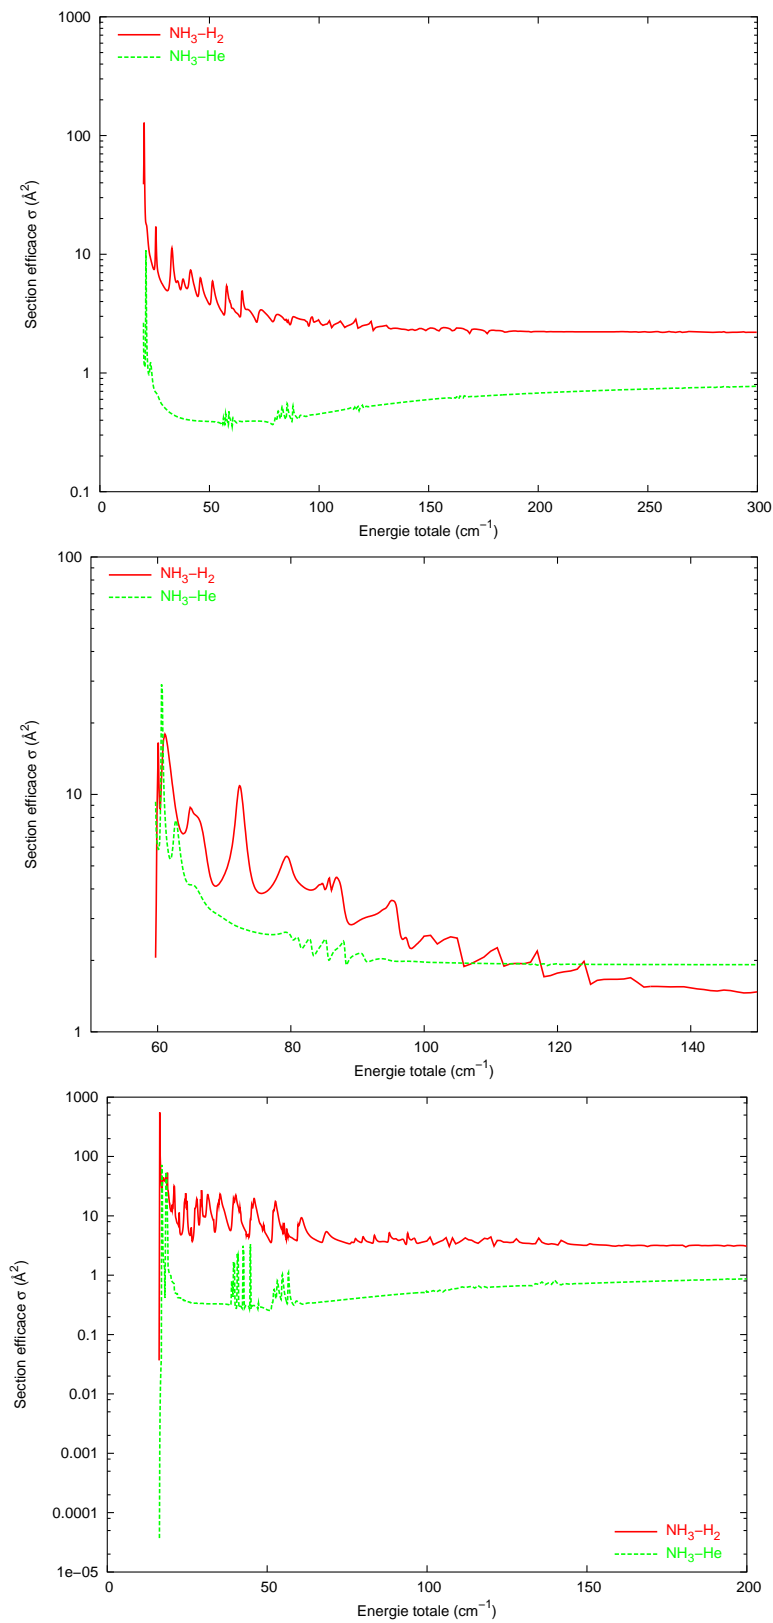 1000
100
10
1
0.1
Section efficace σ (Å²)
NH₃−H₂
NH₃−He
0 50 100 150 200 250 300
Energie totale (cm⁻¹)
100
10
1
Section efficace σ (Å²)
NH₃−H₂
NH₃−He
60 80 100 120 140
Energie totale (cm⁻¹)
1000
100
10
1
0.1
0.01
0.001
0.0001
1e−05
Section efficace σ (Å²)
NH₃−H₂
NH₃−He
0 50 100 150 200
Energie totale (cm⁻¹)